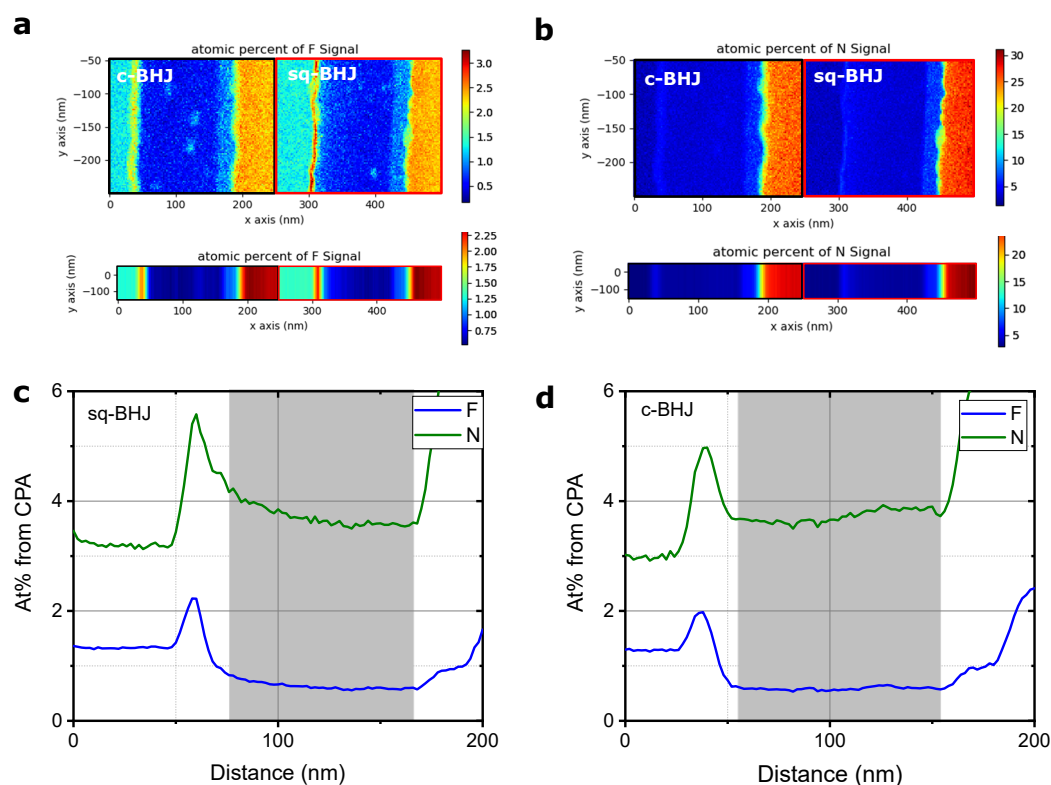 a
atomic percent of F Signal
c-BHJ
sq-BHJ
−50
−100
−150
−200
y axis (nm)
0
100
200
300
400
x axis (nm)
3.0
2.5
2.0
1.5
1.0
0.5
atomic percent of F Signal
0
−100
y axis (nm)
0
100
200
300
400
x axis (nm)
2.25
2.00
1.75
1.50
1.25
1.00
0.75
b
atomic percent of N Signal
c-BHJ
sq-BHJ
−50
−100
−150
−200
y axis (nm)
0
100
200
300
400
x axis (nm)
30
25
20
15
10
5
atomic percent of N Signal
0
−100
y axis (nm)
0
100
200
300
400
x axis (nm)
20
15
10
5
c
sq-BHJ
F
N
6
4
2
0
At% from CPA
0
100
200
Distance (nm)
d
c-BHJ
F
N
6
4
2
0
At% from CPA
0
100
200
Distance (nm)